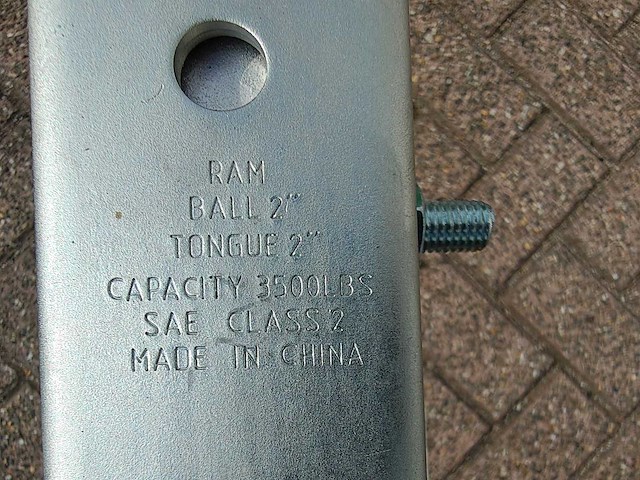 RAM
BALL 2"
TONGUE 2"
CAPACITY 3500LBS
SAE CLASS 2
MADE IN CHINA